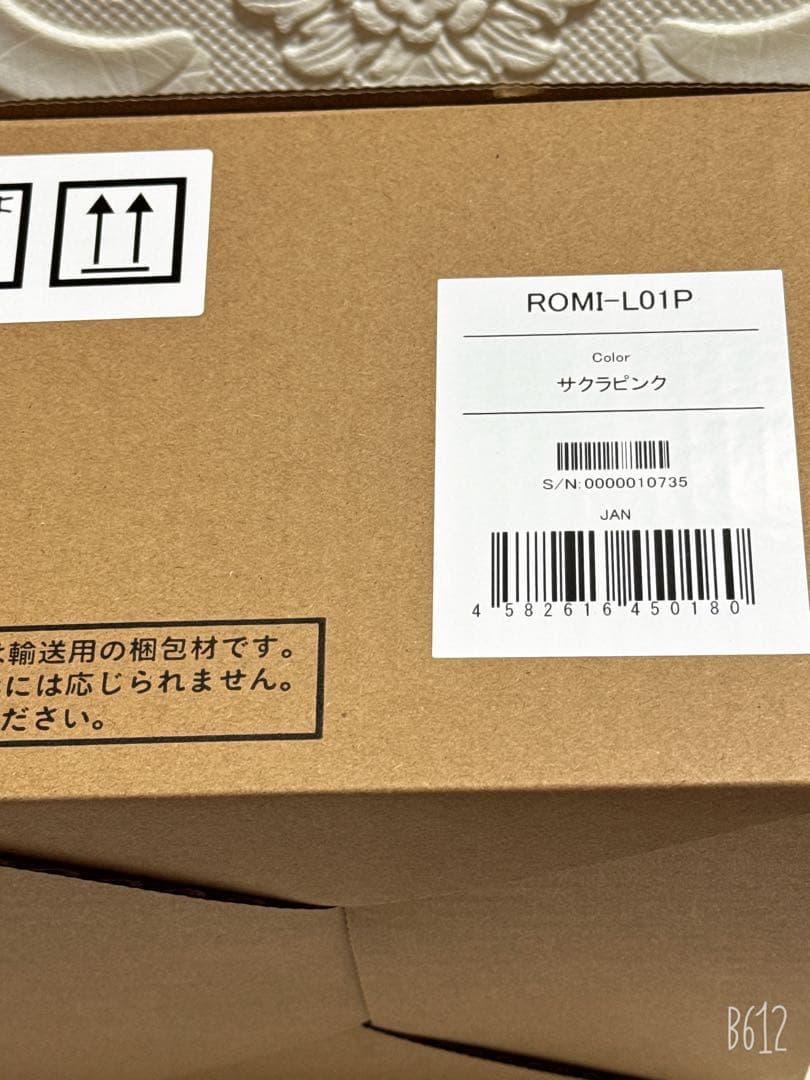 ROMI-L01P
Color
サクラピンク
S/N:0000010735
JAN
4 582616 450180
輸送用の梱包材です。
には応じられません。
ださい。
B612